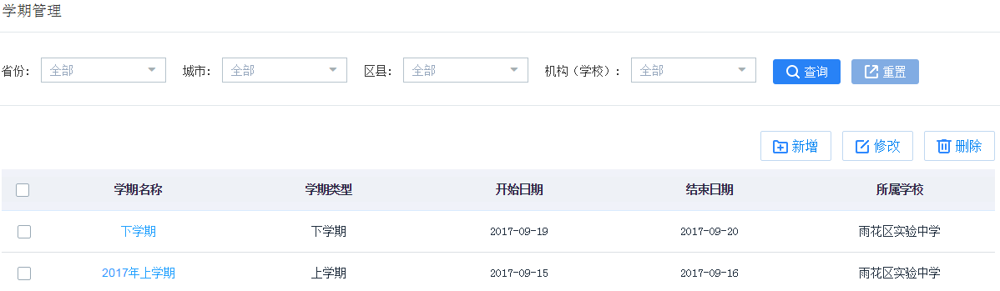 学期管理
省份： 全部 城市： 全部 区县： 全部 机构（学校）： 全部 查询 重置
新增 修改 删除
学期名称 学期类型 开始日期 结束日期 所属学校
下学期 下学期 2017-09-19 2017-09-20 雨花区实验中学
2017年上学期 上学期 2017-09-15 2017-09-16 雨花区实验中学